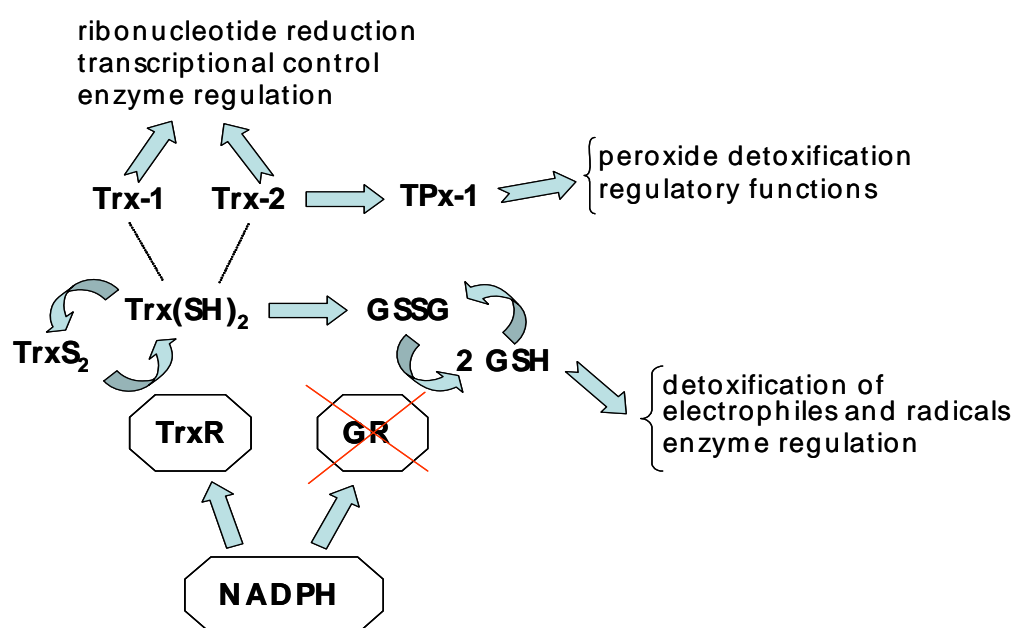 ribonucleotide reduction
transcriptional control
enzyme regulation
Trx-1 Trx-2 TPx-1
peroxide detoxification
regulatory functions
Trx(SH)2 GSSG
TrxS2
2 GSH
detoxification of
electrophiles and radicals
enzyme regulation
TrxR GR
NADPH